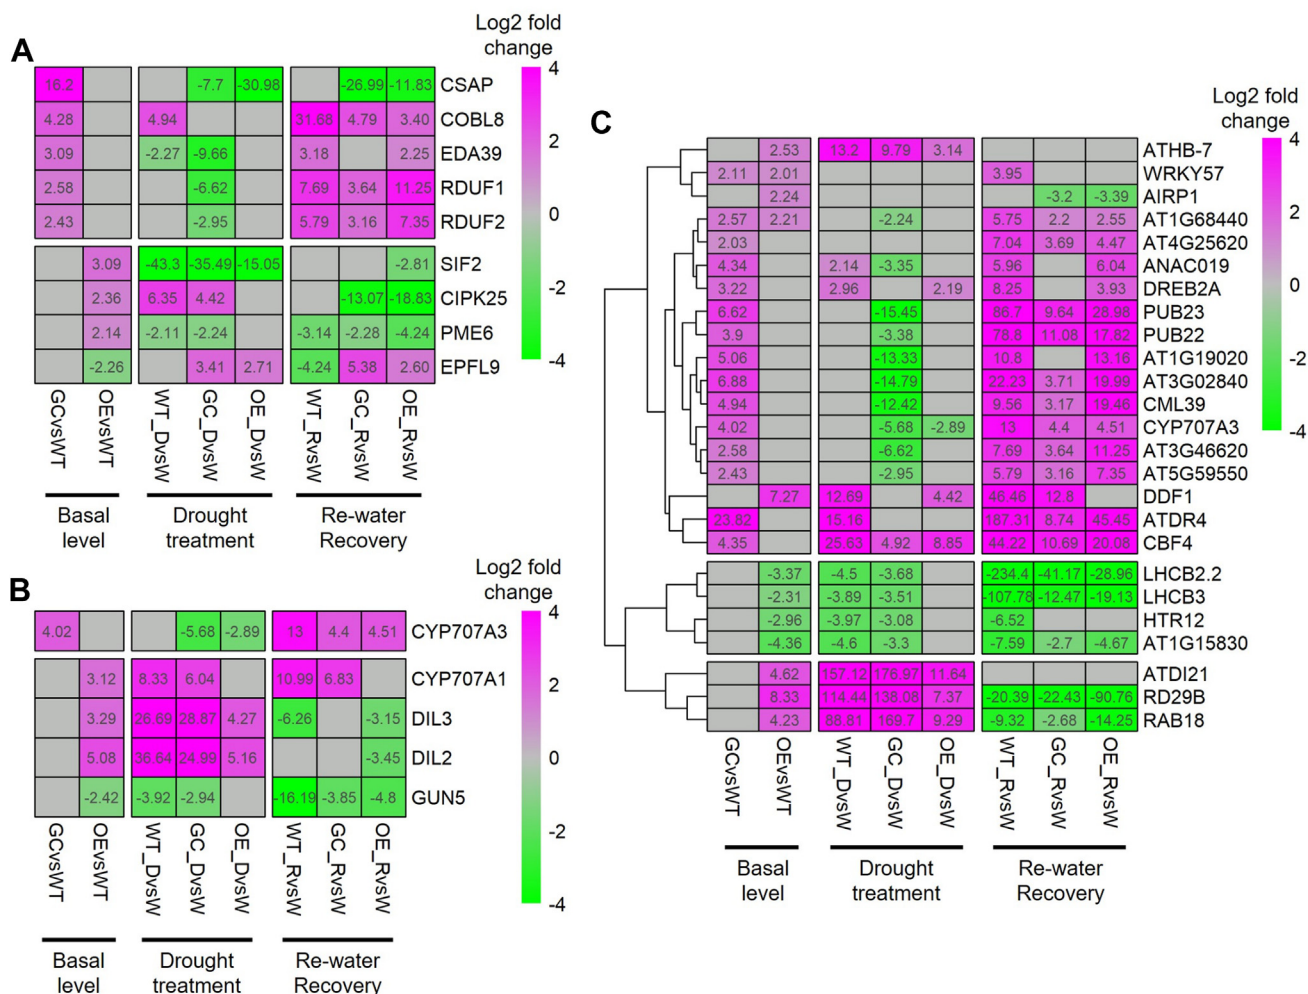 A
Log2 fold
change
16.2 -7.7 -30.98 -26.99 -11.83 CSAP
4.28 4.94 31.68 4.79 3.40 COBL8
3.09 -2.27 -9.66 3.18 2.25 EDA39
2.58 -6.62 7.69 3.64 11.25 RDUF1
2.43 -2.95 5.79 3.16 7.35 RDUF2
3.09 -43.3 -35.49 -15.05 -2.81 SIF2
2.36 6.35 4.42 -13.07 -18.83 CIPK25
2.14 -2.11 -2.24 -3.14 -2.28 -4.24 PME6
-2.26 3.41 2.71 -4.24 5.38 2.60 EPFL9
4
2
0
-2
-4
GCvsWT OEvsWT WT_DvsW GC_DvsW OE_DvsW WT_RvsW GC_RvsW OE_RvsW
Basal
level
Drought
treatment
Re-water
Recovery
B
Log2 fold
change
4.02 -5.68 -2.89 13 4.4 4.51 CYP707A3
3.12 8.33 6.04 10.99 6.83 CYP707A1
3.29 26.69 28.87 4.27 -6.26 -3.15 DIL3
5.08 36.64 24.99 5.16 -3.45 DIL2
-2.42 -3.92 -2.94 -16.19 -3.85 -4.8 GUN5
4
2
0
-2
-4
GCvsWT OEvsWT WT_DvsW GC_DvsW OE_DvsW WT_RvsW GC_RvsW OE_RvsW
Basal
level
Drought
treatment
Re-water
Recovery
C
Log2 fold
change
2.53 13.2 9.79 3.14 ATHB-7
2.11 2.01 3.95 WRKY57
2.24 -3.2 -3.39 AIRP1
2.57 2.21 -2.24 5.75 2.2 2.55 AT1G68440
2.03 7.04 3.69 4.47 AT4G25620
4.34 2.14 -3.35 5.96 6.04 ANAC019
3.22 2.96 2.19 8.25 3.93 DREB2A
6.62 -15.45 86.7 9.64 28.98 PUB23
3.9 -3.38 78.8 11.08 17.82 PUB22
5.06 -13.33 10.8 13.16 AT1G19020
6.88 -14.79 22.23 3.71 19.99 AT3G02840
4.94 -12.42 9.56 3.17 19.46 CML39
4.02 -5.68 -2.89 13 4.4 4.51 CYP707A3
2.58 -6.62 7.69 3.64 11.25 AT3G46620
2.43 -2.95 5.79 3.16 7.35 AT5G59550
7.27 12.69 4.42 46.46 12.8 DDF1
23.82 15.16 187.31 8.74 45.45 ATDR4
4.35 25.63 4.92 8.85 44.22 10.69 20.08 CBF4
-3.37 -4.5 -3.68 -234.4 -41.17 -28.96 LHCB2.2
-2.31 -3.89 -3.51 -107.78 -12.47 -19.13 LHCB3
-2.96 -3.97 -3.08 -6.52 HTR12
-4.36 -4.6 -3.3 -7.59 -2.7 -4.67 AT1G15830
4.62 157.12 176.97 11.64 ATDI21
8.33 114.44 138.08 7.37 -20.39 -22.43 -90.76 RD29B
4.23 88.81 169.7 9.29 -9.32 -2.68 -14.25 RAB18
4
2
0
-2
-4
GCvsWT OEvsWT WT_DvsW GC_DvsW OE_DvsW WT_RvsW GC_RvsW OE_RvsW
Basal
level
Drought
treatment
Re-water
Recovery